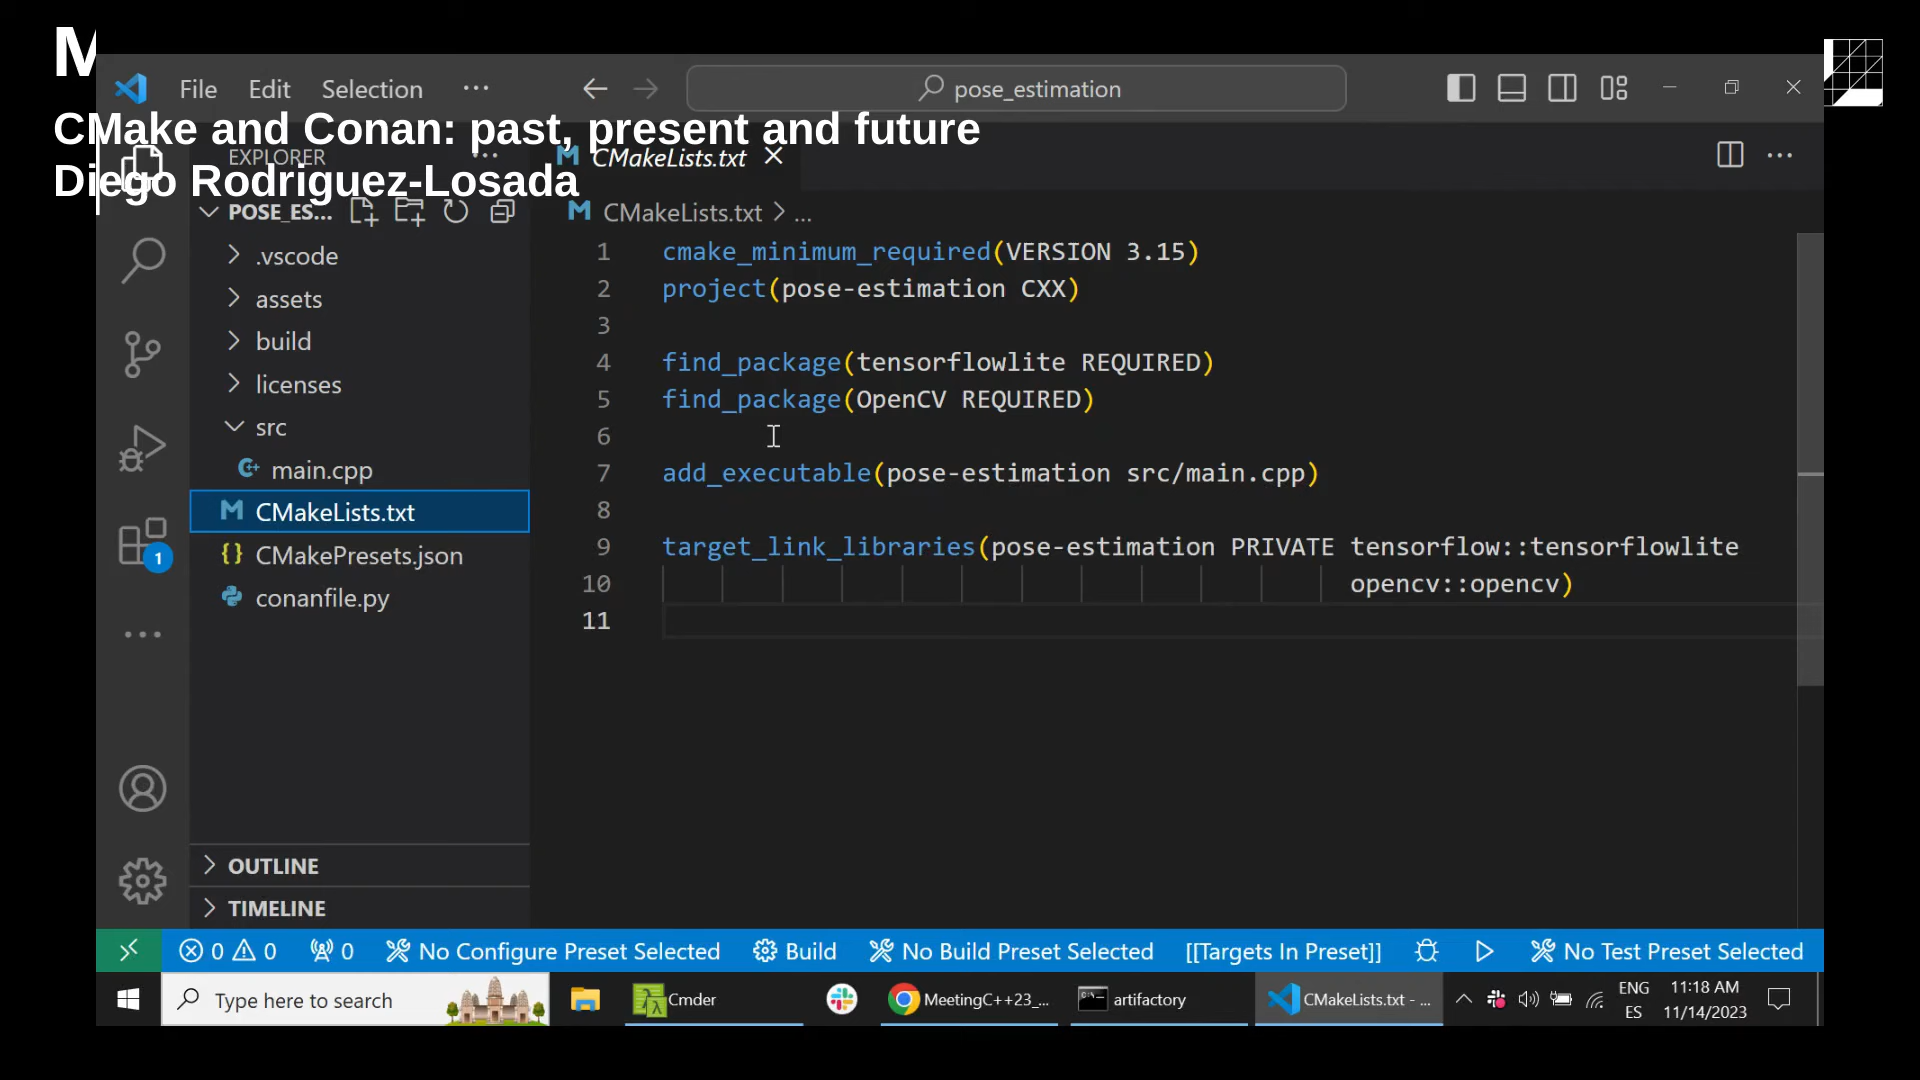 M
File Edit Selection ··· pose_estimation
CMake and Conan: past, present and future
EXPLORER ··· CMakeLists.txt ···
Diego Rodriguez-Losada
POSE_ES... CMakeLists.txt > ...
.vscode
assets
build
licenses
src
main.cpp
CMakeLists.txt
CMakePresets.json
conanfile.py
1
···
OUTLINE
TIMELINE
1 cmake_minimum_required(VERSION 3.15)
2 project(pose-estimation CXX)
3
4 find_package(tensorflowlite REQUIRED)
5 find_package(OpenCV REQUIRED)
6
7 add_executable(pose-estimation src/main.cpp)
8
9 target_link_libraries(pose-estimation PRIVATE tensorflow::tensorflowlite
10 opencv::opencv)
11
0 0 0 No Configure Preset Selected Build No Build Preset Selected [[Targets In Preset]] No Test Preset Selected
Type here to search Cmder MeetingC++23_... artifactory CMakeLists.txt - ... ENG 11:18 AM
ES 11/14/2023